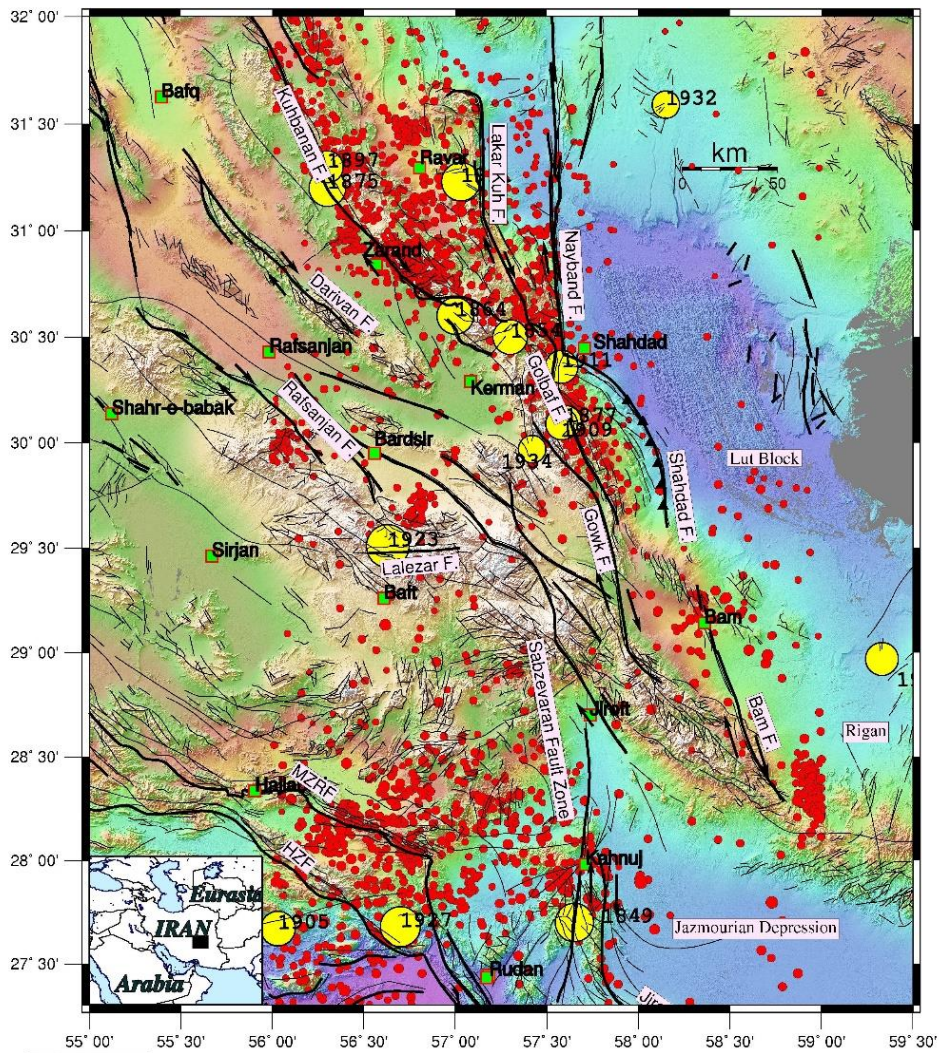 32° 00'
31° 30'
31° 00'
30° 30'
30° 00'
29° 30'
29° 00'
28° 30'
28° 00'
27° 30'
55° 00'
55° 30'
56° 00'
56° 30'
57° 00'
57° 30'
58° 00'
58° 30'
59° 00'
59° 30'
Bafq
Kuhbanan F.
1897
1875
Ravar
Lakar Kuh F.
1932
km
0
50
Nayband F.
Zarand
Darivan F.
1864
1854
Rafsanjan
Shahdad
1911
Kerman
Golbaf F.
Shahr-e-babak
Rafsanjan F.
Bardsir
1877
1909
1934
Shahdad F.
Lut Block
Gowk F.
1923
Lalezar F.
Sirjan
Baft
Bam
Sabzevaran Fault Zone
Jiroft
Bam F.
Rigan
MZRF
HZF
Kahnuj
1905
1927
1849
Jazmourian Depression
Rudan
Eurasia
IRAN
Arabia